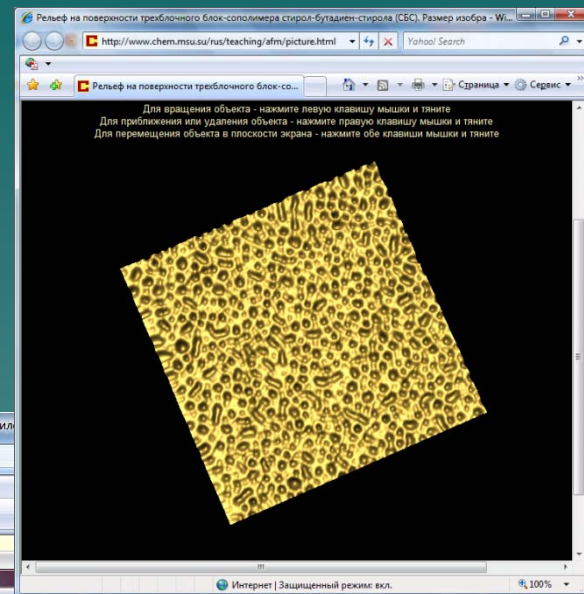 Рельеф на поверхности трехблочного блок-сополимера стирол-бутадиен-стирола (СБС). Размер изобра - Wi...
http://www.chem.msu.su/rus/teaching/afm/picture.html
Yahoo! Search
Рельеф на поверхности трехблочного блок-со...
Страница
Сервис
Для вращения объекта - нажмите левую клавишу мышки и тяните
Для приближения или удаления объекта - нажмите правую клавишу мышки и тяните
Для перемещения объекта в плоскости экрана - нажмите обе клавиши мышки и тяните
Интернет | Защищенный режим: вкл.
100%